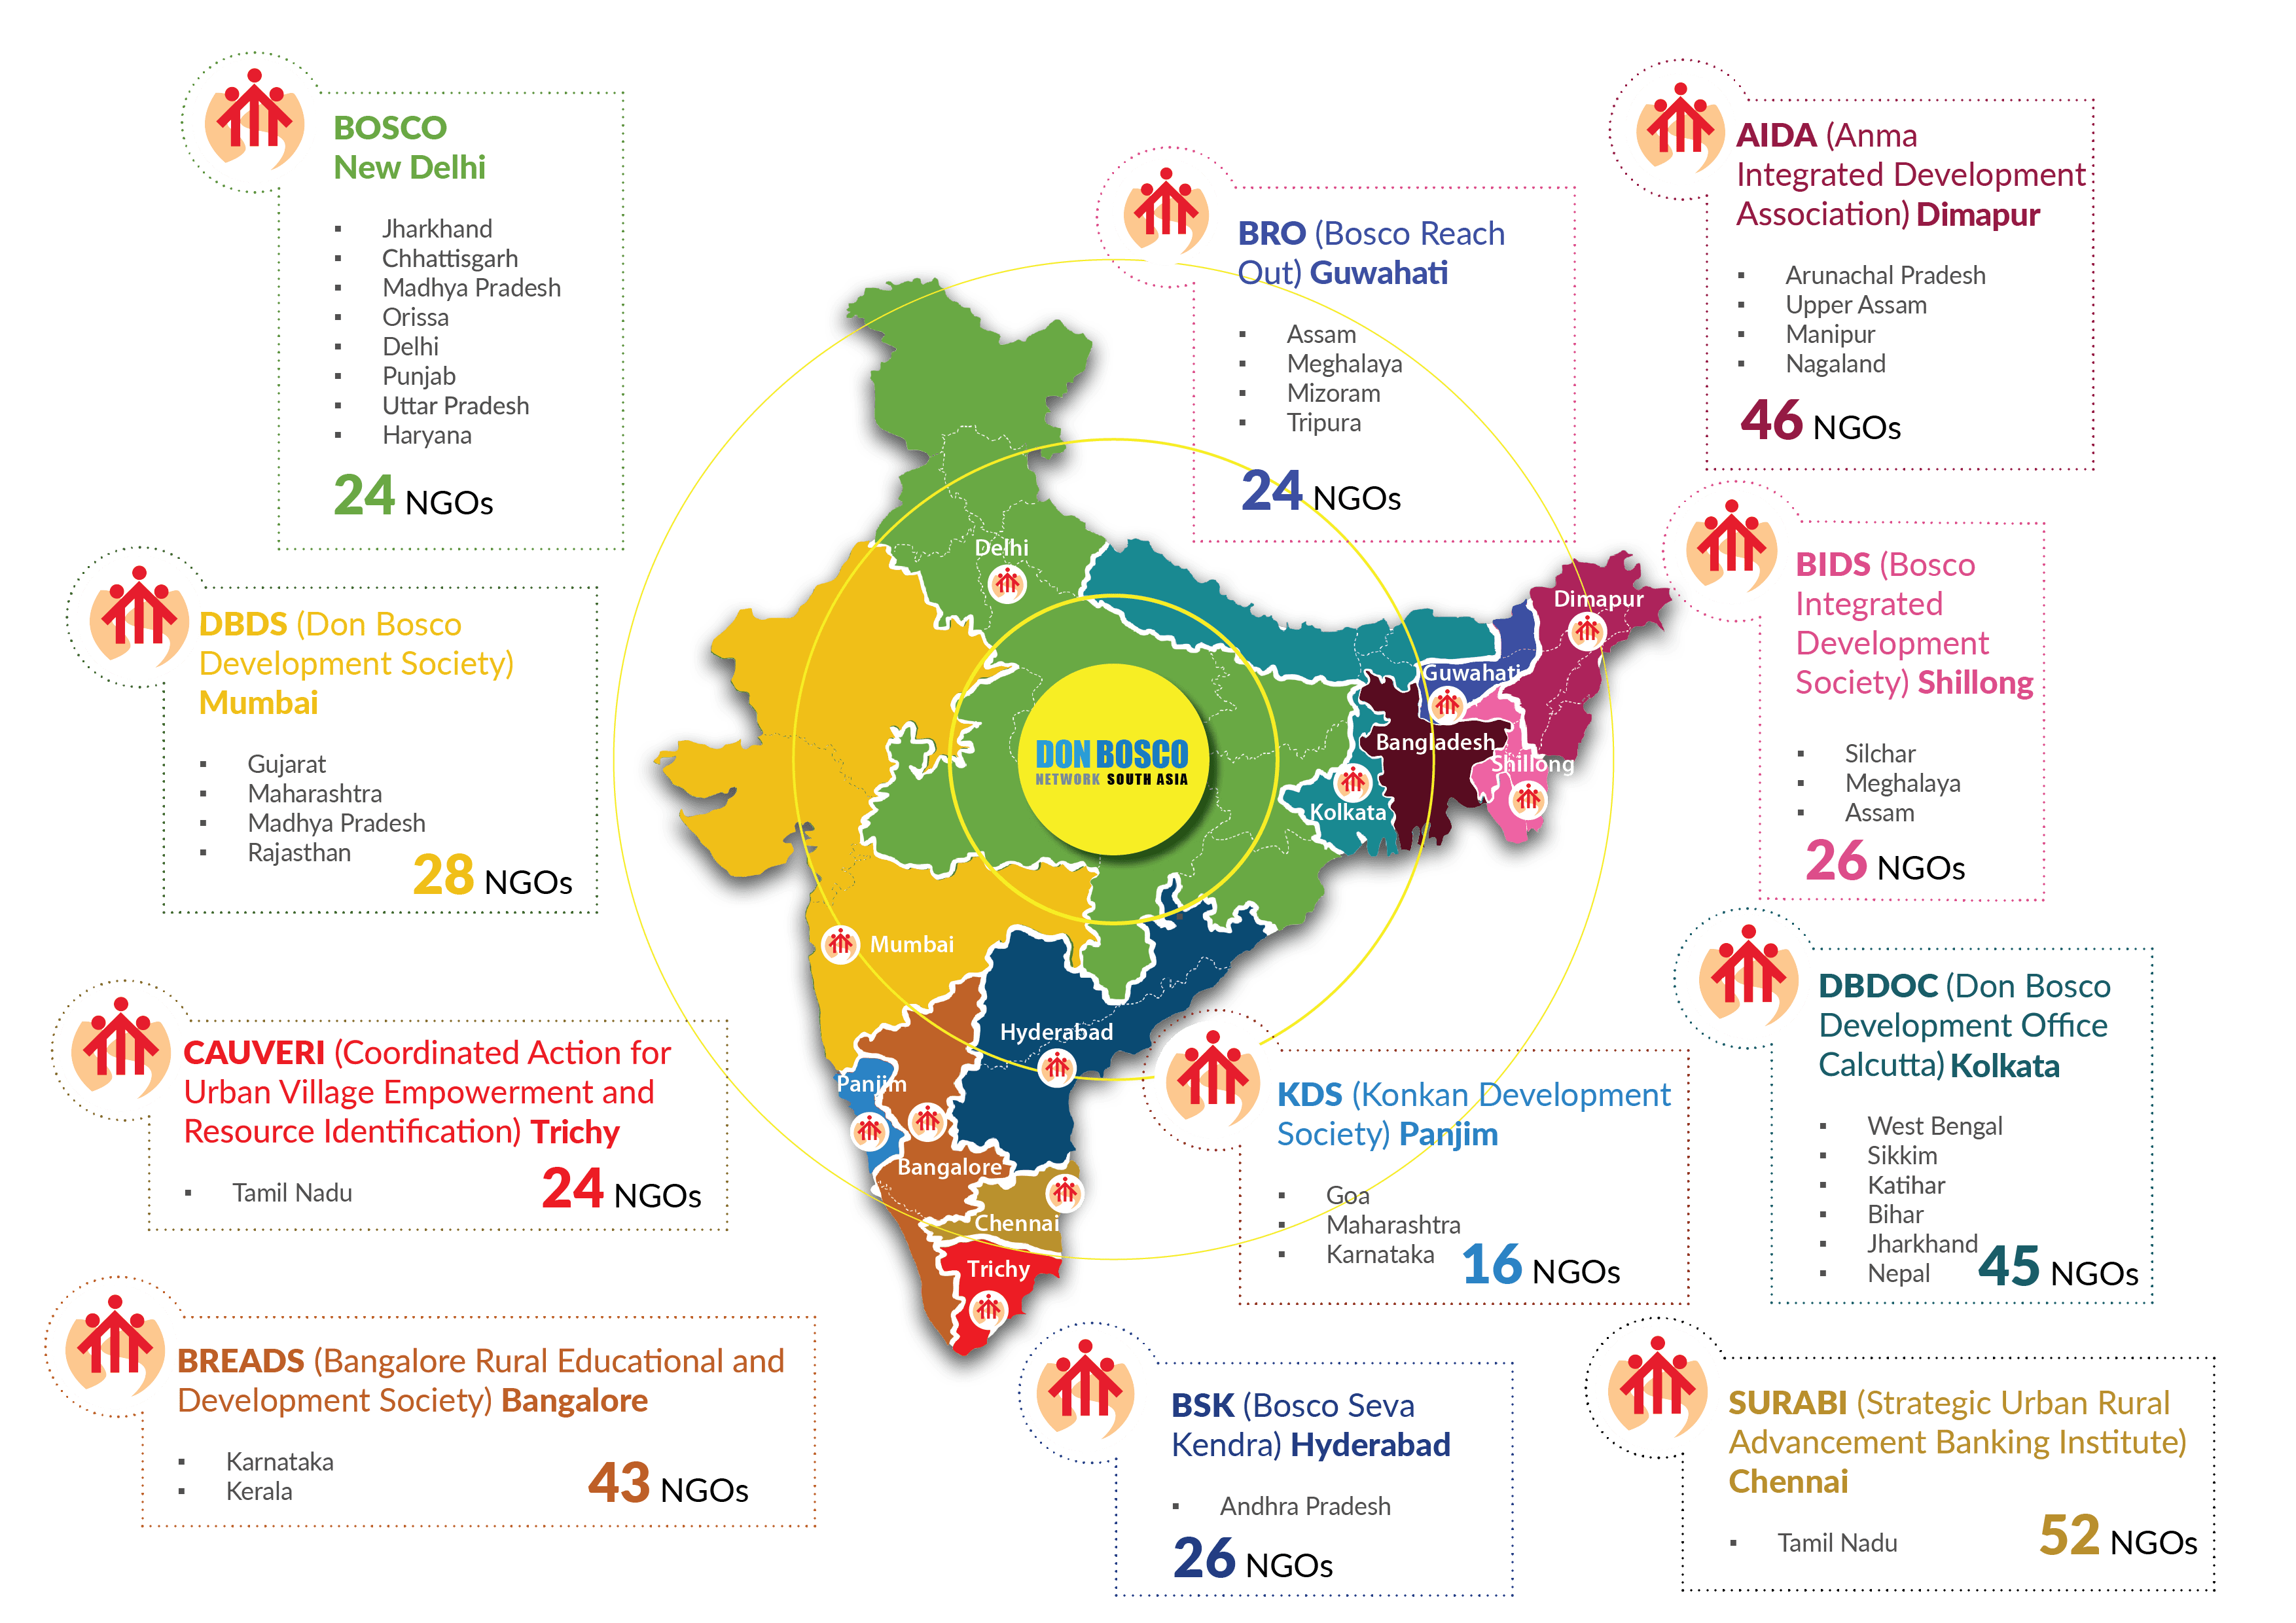 BOSCO
New Delhi
▪ Jharkhand
▪ Chhattisgarh
▪ Madhya Pradesh
▪ Orissa
▪ Delhi
▪ Punjab
▪ Uttar Pradesh
▪ Haryana
24 NGOs
BRO (Bosco Reach
Out) Guwahati
▪ Assam
▪ Meghalaya
▪ Mizoram
▪ Tripura
24 NGOs
AIDA (Anma
Integrated Development
Association) Dimapur
▪ Arunachal Pradesh
▪ Upper Assam
▪ Manipur
▪ Nagaland
46 NGOs
DBDS (Don Bosco
Development Society)
Mumbai
▪ Gujarat
▪ Maharashtra
▪ Madhya Pradesh
▪ Rajasthan
28 NGOs
Delhi
Dimapur
Guwahati
DON BOSCO
NETWORK SOUTH ASIA
Bangladesh
Shillong
Kolkata
Mumbai
Hyderabad
Panjim
Bangalore
Chennai
Trichy
BIDS (Bosco
Integrated
Development
Society) Shillong
▪ Silchar
▪ Meghalaya
▪ Assam
26 NGOs
CAUVERI (Coordinated Action for
Urban Village Empowerment and
Resource Identification) Trichy
▪ Tamil Nadu
24 NGOs
KDS (Konkan Development
Society) Panjim
▪ Goa
▪ Maharashtra
▪ Karnataka
16 NGOs
DBDOC (Don Bosco
Development Office
Calcutta) Kolkata
▪ West Bengal
▪ Sikkim
▪ Katihar
▪ Bihar
▪ Jharkhand
▪ Nepal
45 NGOs
BREADS (Bangalore Rural Educational and
Development Society) Bangalore
▪ Karnataka
▪ Kerala
43 NGOs
BSK (Bosco Seva
Kendra) Hyderabad
▪ Andhra Pradesh
26 NGOs
SURABI (Strategic Urban Rural
Advancement Banking Institute)
Chennai
▪ Tamil Nadu
52 NGOs